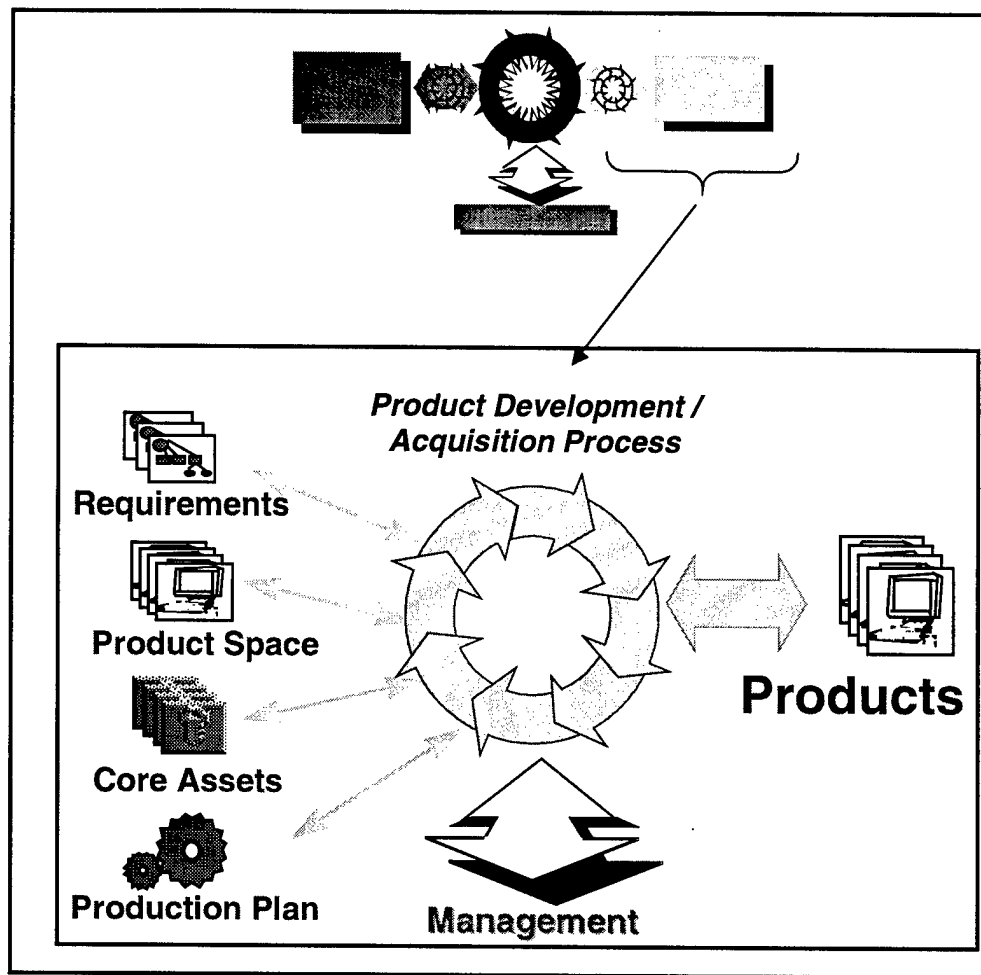 Product Development /
Acquisition Process
Requirements
Product Space
Core Assets
Production Plan
Products
Management